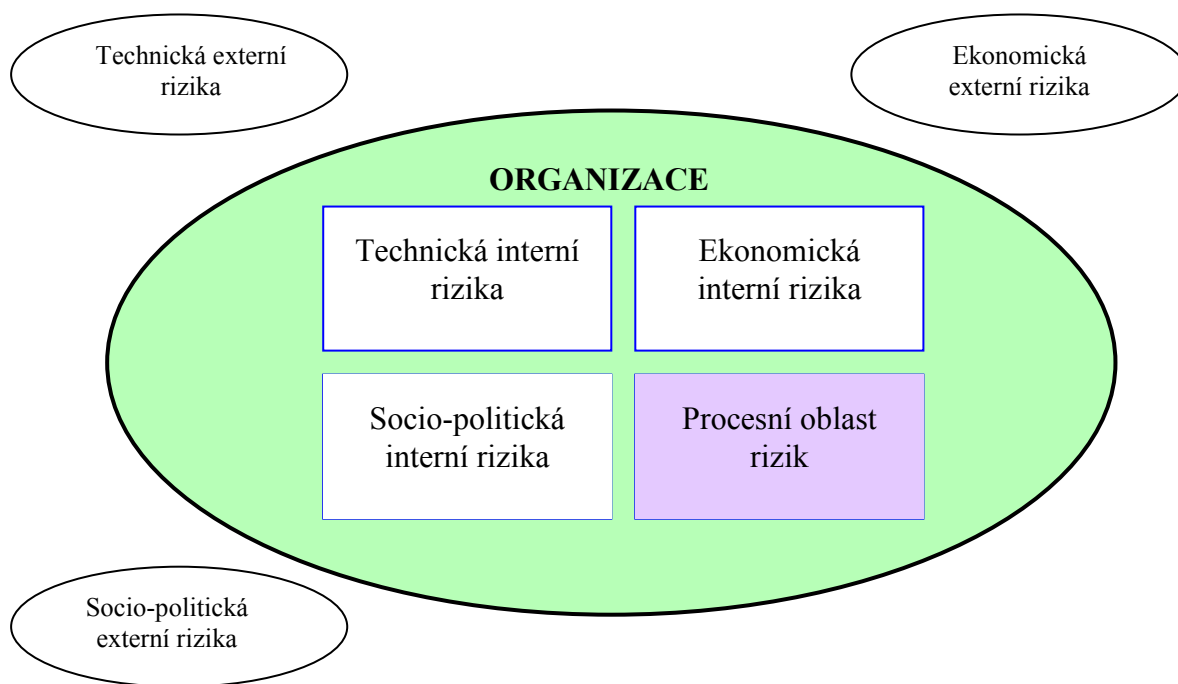 Technická externí
rizika
Ekonomická
externí rizika
ORGANIZACE
Technická interní
rizika
Ekonomická
interní rizika
Socio-politická
interní rizika
Procesní oblast
rizik
Socio-politická
externí rizika